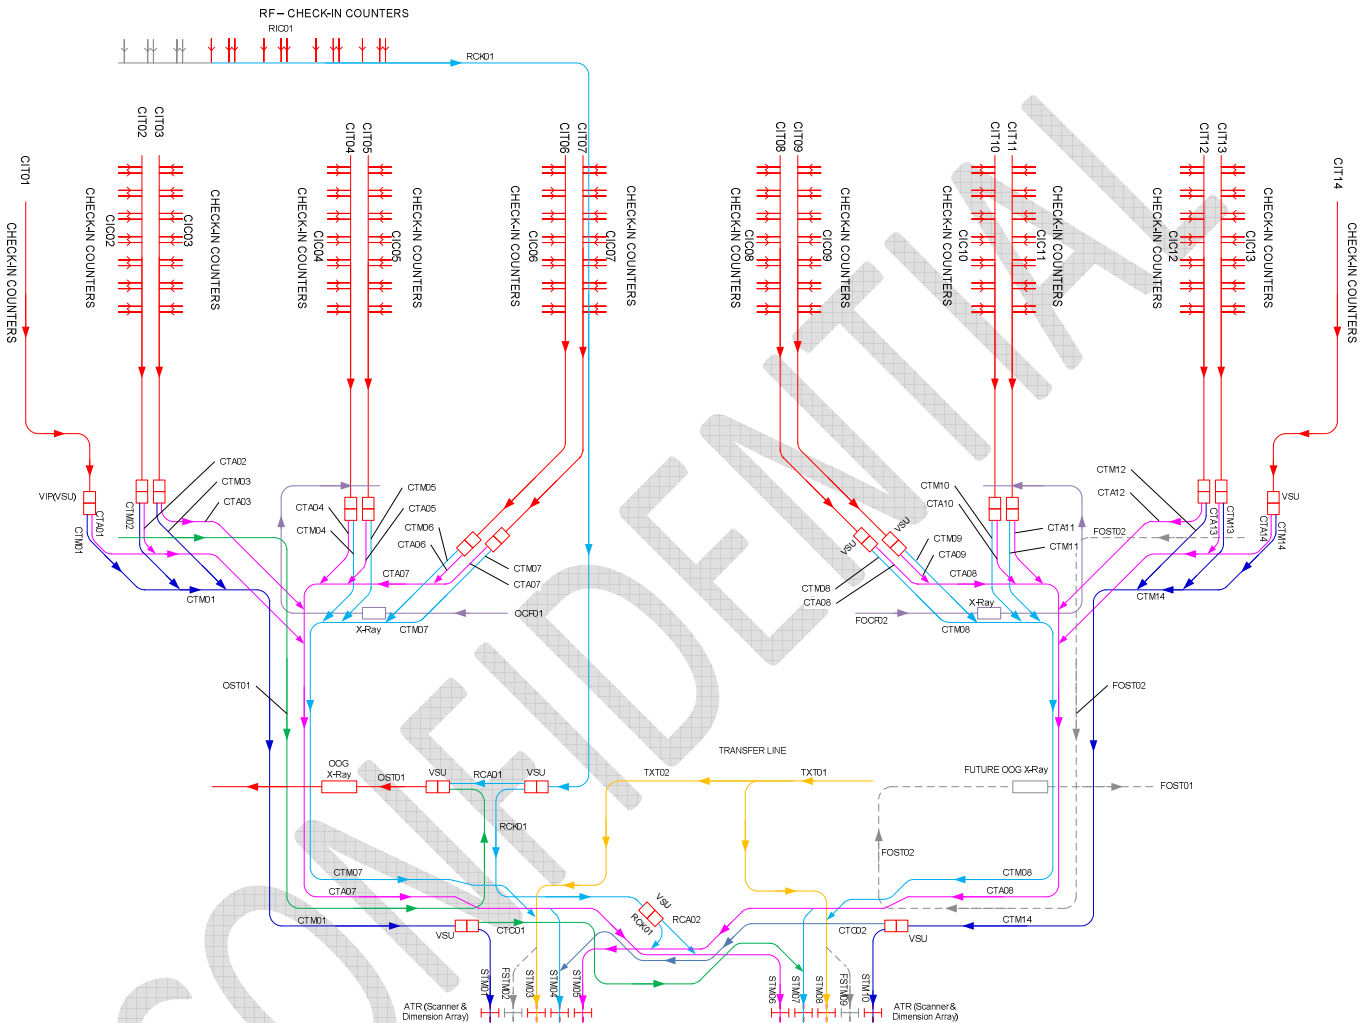 RF – CHECK-IN COUNTERS
RIC01
RCK01
CIT01
CHECK-IN COUNTERS
CIT02
CIT03
CHECK-IN COUNTERS
CIC02
CIC03
CHECK-IN COUNTERS
CIT04
CIT05
CHECK-IN COUNTERS
CIC04
CIC05
CHECK-IN COUNTERS
CIT06
CIT07
CHECK-IN COUNTERS
CIC06
CIC07
CHECK-IN COUNTERS
CIT08
CIT09
CHECK-IN COUNTERS
CIC08
CIC09
CHECK-IN COUNTERS
CIT10
CIT11
CHECK-IN COUNTERS
CIC10
CIC11
CHECK-IN COUNTERS
CIT12
CIT13
CHECK-IN COUNTERS
CIC12
CIC13
CHECK-IN COUNTERS
CIT14
CHECK-IN COUNTERS
VIP(VSU)
CTA01
CTM01
CTM02
CTA02
CTM03
CTA03
CTA04
CTM04
CTM05
CTA05
CTM06
CTA06
CTM07
CTA07
CTA07
CTM01
X-Ray
CTM07
OCF01
VSU
VSU
CTM09
CTA09
CTM08
CTA08
CTA08
CTM10
CTA10
CTA11
CTM11
CTM12
CTA12
FOST02
CTA13
CTM13
CTA14
CTM14
VSU
X-Ray
FOCF02
CTM08
CTM14
OST01
FOST02
TRANSFER LINE
OOG
X-Ray
OST01
VSU
RCA01
VSU
TXT02
TXT01
FUTURE OOG X-Ray
FOST01
RCK01
FOST02
CTM07
CTA07
CTM08
CTA08
CTM01
VSU
CTC01
VSU
RCK01
RCA02
CTC02
VSU
CTM14
STM01
FSTM02
STM03
STM04
STM05
STM06
STM07
STM08
FSTM09
STM10
ATR (Scanner &
Dimension Array)
ATR (Scanner &
Dimension Array)
CONFIDENTIAL